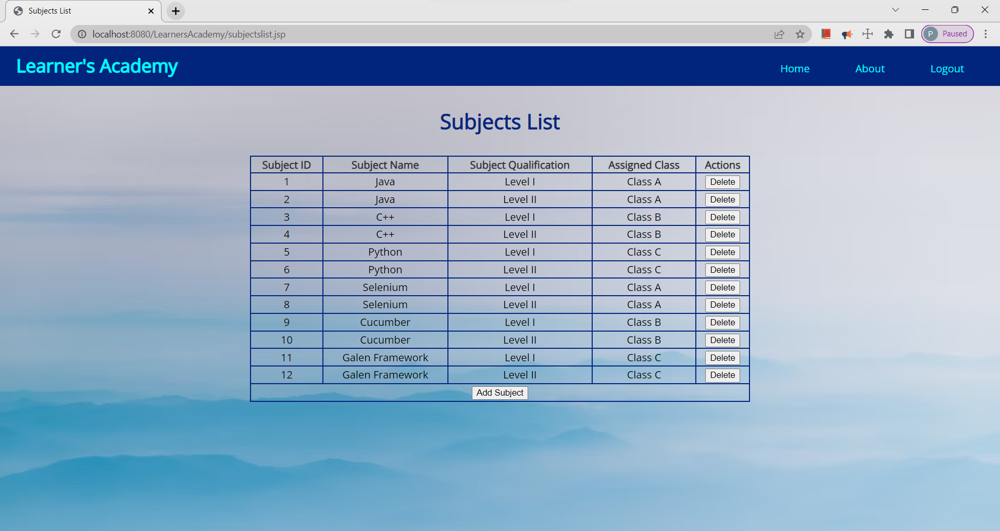 Subjects List
localhost:8080/LearnersAcademy/subjectslist.jsp
P Paused
Learner's Academy Home About Logout
Subjects List
Subject ID Subject Name Subject Qualification Assigned Class Actions
1 Java Level I Class A Delete
2 Java Level II Class A Delete
3 C++ Level I Class B Delete
4 C++ Level II Class B Delete
5 Python Level I Class C Delete
6 Python Level II Class C Delete
7 Selenium Level I Class A Delete
8 Selenium Level II Class A Delete
9 Cucumber Level I Class B Delete
10 Cucumber Level II Class B Delete
11 Galen Framework Level I Class C Delete
12 Galen Framework Level II Class C Delete
Add Subject